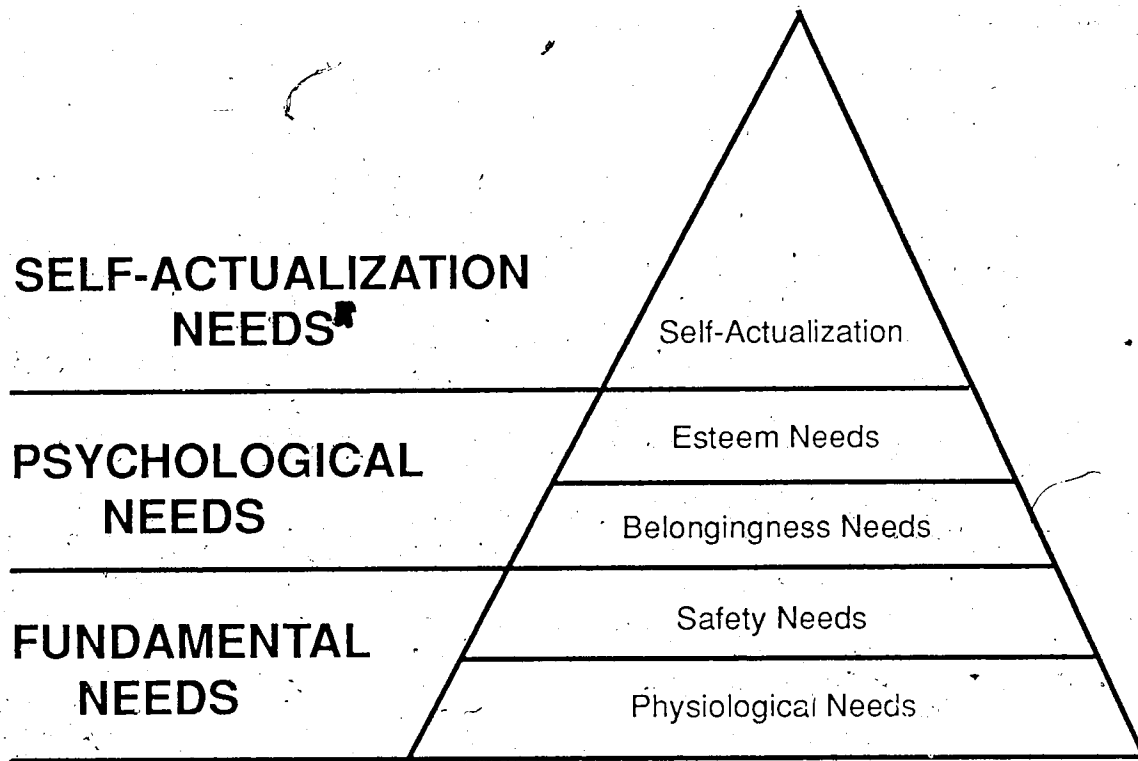 SELF-ACTUALIZATION
NEEDS
Self-Actualization
PSYCHOLOGICAL
NEEDS
Esteem Needs
Belongingness Needs
FUNDAMENTAL
NEEDS
Safety Needs
Physiological Needs